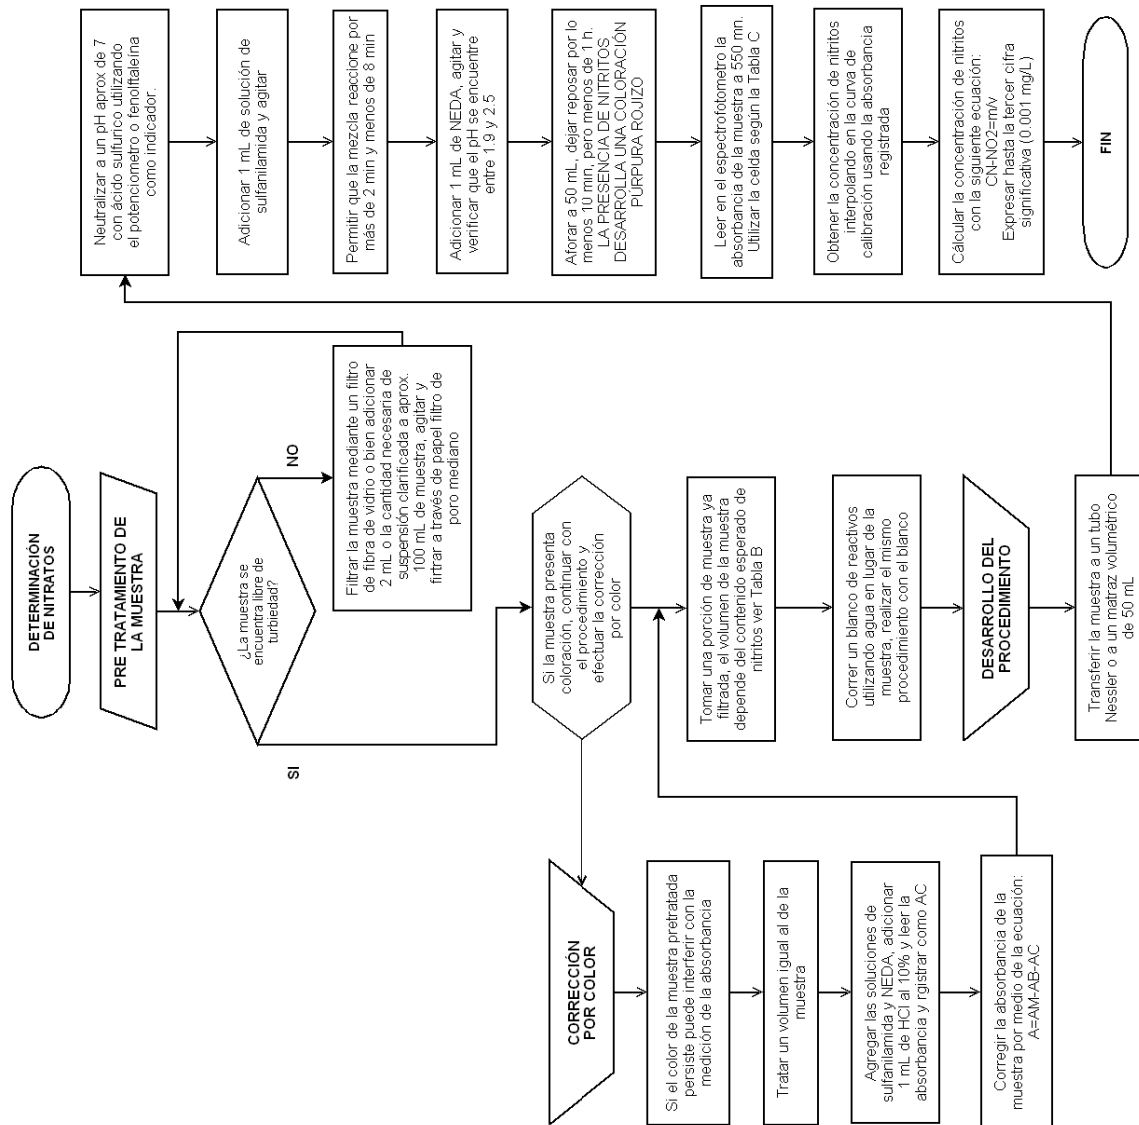 DETERMINACIÓN
DE NITRATOS
PRE TRATAMIENTO DE
LA MUESTRA
¿La muestra se
encuentra libre de
turbiedad?
NO
SI
Filtrar la muestra mediante un filtro
de fibra de vidrio o bien adicionar
2 mL o la cantidad necesaria de
suspensión clarificada a aprox.
100 mL de muestra, agitar y
firtrar a través de papel filtro de
poro mediano
Si la muestra presenta
coloración, continuar con
el procedimiento y
efectuar la corrección
por color
CORRECCIÓN
POR COLOR
Si el color de la muestra pretratada
persiste puede interferir con la
medición de la absorbancia
Tratar un volumen igual al de la
muestra
Agregar las soluciones de
sulfanilamida y NEDA, adicionar
1 mL de HCl al 10% y leer la
absorbancia y rgistrar como AC
Corregir la absorbancia de la
muestra por medio de la ecuación:
A=AM-AB-AC
Tomar una porción de muestra ya
filtrada, el volumen de la muestra
depende del contenido esperado de
nitritos ver Tabla B
Correr un blanco de reactivos
utilizando agua en lugar de la
muestra, realizar el mismo
procedimiento con el blanco
DESARROLLO DEL
PROCEDIMIENTO
Transferir la muestra a un tubo
Nessler o a un matraz volumétrico
de 50 mL
Neutralizar a un pH aprox de 7
con ácido sulfurico utilizando
el potenciometro o fenolftaleína
como indicador.
Adicionar 1 mL de solución de
sulfanilamida y agitar
Permitir que la mezcla reaccione por
más de 2 min y menos de 8 min
Adicionar 1 mL de NEDA, agitar y
verificar que el pH se encuentre
entre 1.9 y 2.5
Aforar a 50 mL, dejar reposar por lo
menos 10 min, pero menos de 1 h.
LA PRESENCIA DE NITRITOS
DESARROLLA UNA COLORACIÓN
PÚRPURA ROJIZO
Leer en el espectrofotometro la
absorbancia de la muestra a 550 mn.
Utilizar la celda según la Tabla C
Obtener la concentración de nitritos
interpolando en la curva de
calibración usando la absorbancia
registrada
Cálcular la concentración de nitritos
con la siguiente ecuación:
CN-NO2=m/v
Expresar hasta la tercer cifra
significativa (0.001 mg/L)
FIN